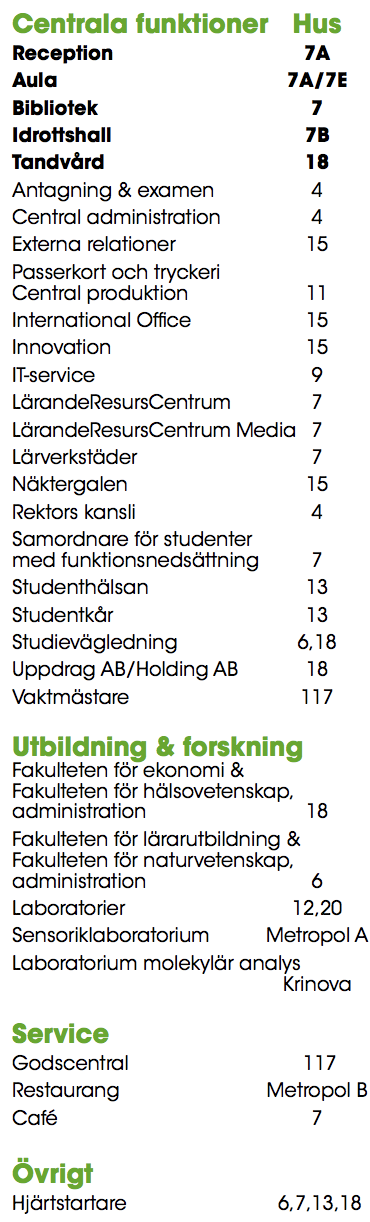 Centrala funktioner Hus
Reception 7A
Aula 7A/7E
Bibliotek 7
Idrottshall 7B
Tandvård 18
Antagning & examen 4
Central administration 4
Externa relationer 15
Passerkort och tryckeri
Central produktion 11
International Office 15
Innovation 15
IT-service 9
LärandeResursCentrum 7
LärandeResursCentrum Media 7
Lärverkstäder 7
Näktergalen 15
Rektors kansli 4
Samordnare för studenter
med funktionsnedsättning 7
Studenthälsan 13
Studentkår 13
Studievägledning 6,18
Uppdrag AB/Holding AB 18
Vaktmästare 117
Utbildning & forskning
Fakulteten för ekonomi &
Fakulteten för hälsovetenskap,
administration 18
Fakulteten för lärarutbildning &
Fakulteten för naturvetenskap,
administration 6
Laboratorier 12,20
Sensoriklaboratorium Metropol A
Laboratorium molekylär analys
Krinova
Service
Godscentral 117
Restaurang Metropol B
Café 7
Övrigt
Hjärtstartare 6,7,13,18